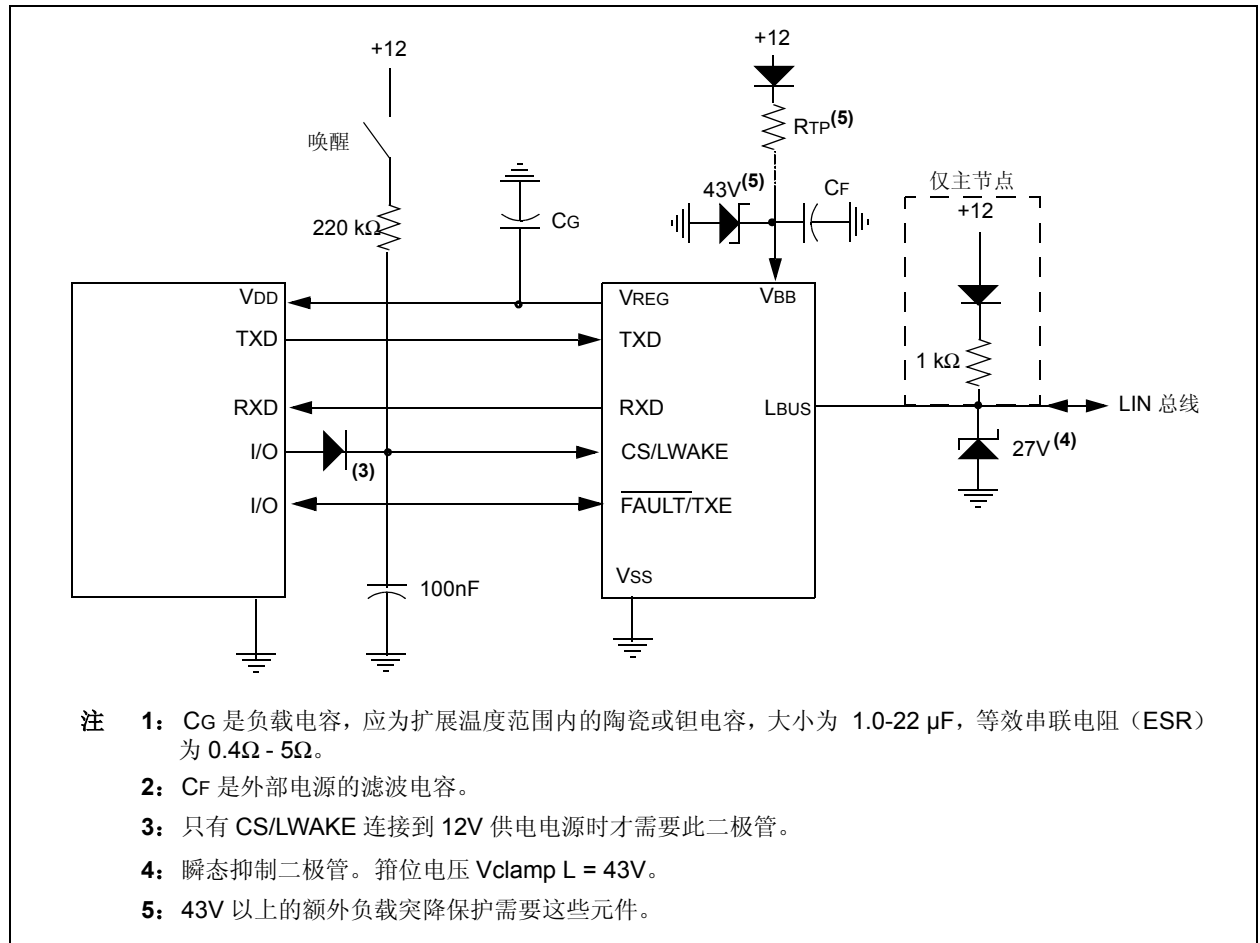 +12
+12
唤醒
RTP(5)
43V(5)
CF
仅主节点
+12
220 kΩ
CG
VDD
VREG
VBB
TXD
TXD
1 kΩ
RXD
RXD
LBUS
LIN 总线
I/O
(3)
CS/LWAKE
27V(4)
I/O
FAULT/TXE
100nF
VSS
注 1： CG 是负载电容，应为扩展温度范围内的陶瓷或钽电容，大小为 1.0-22 µF，等效串联电阻（ESR）
为 0.4Ω - 5Ω。
2： CF 是外部电源的滤波电容。
3： 只有 CS/LWAKE 连接到 12V 供电电源时才需要此二极管。
4： 瞬态抑制二极管。箝位电压 Vclamp L = 43V。
5： 43V 以上的额外负载突降保护需要这些元件。